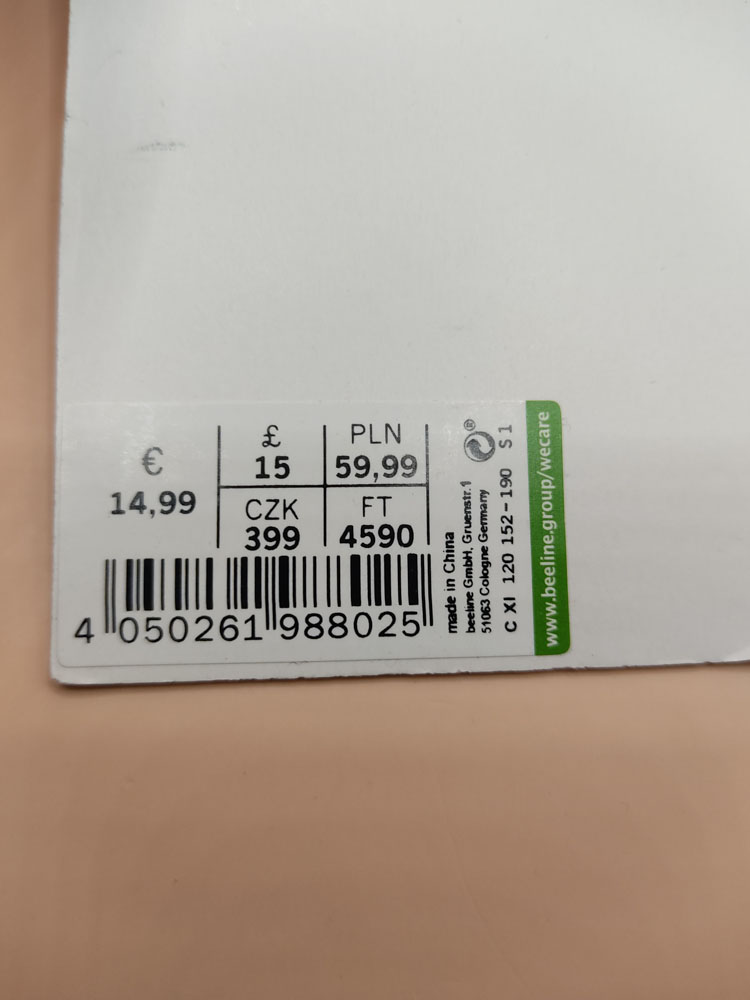 €
14,99
£
15
PLN
59,99
CZK
399
FT
4590
4 050261 988025
made in China
beeline GmbH, Gruenstr.1
51063 Cologne Germany
C XI 120 152-190 S1
www.beeline.group/wecare